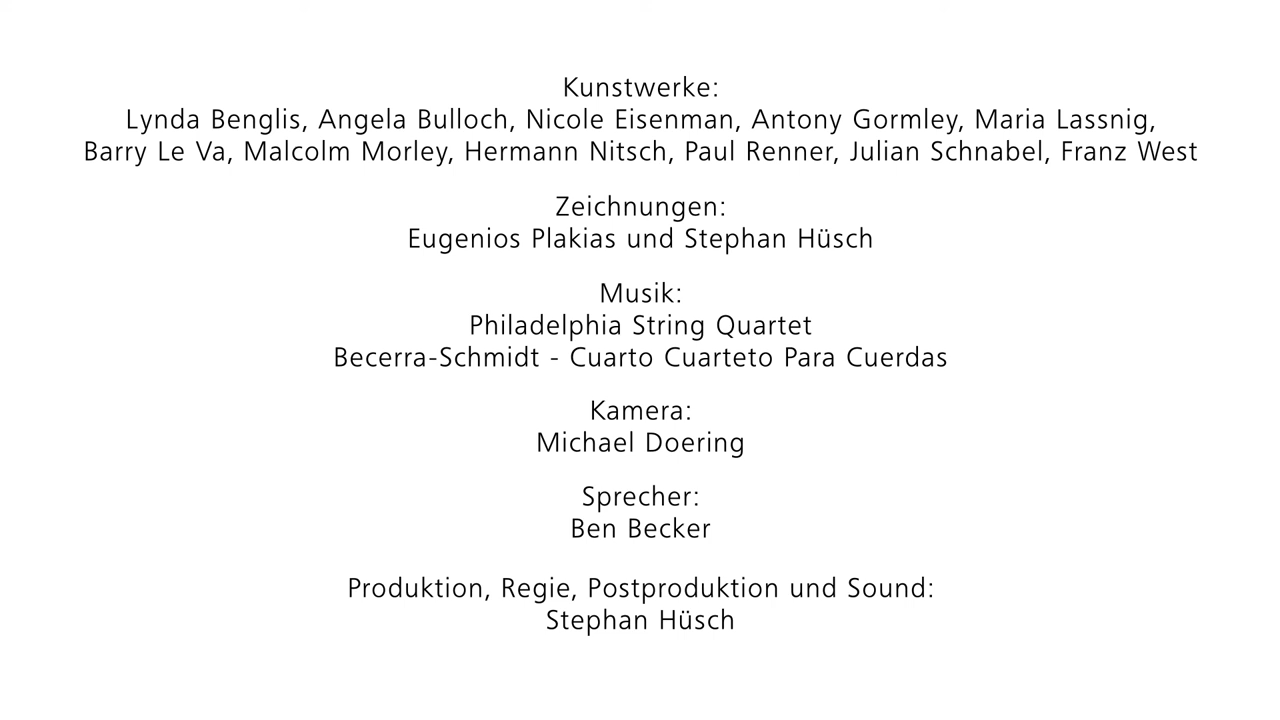 Kunstwerke:
Lynda Benglis, Angela Bulloch, Nicole Eisenman, Antony Gormley, Maria Lassnig,
Barry Le Va, Malcolm Morley, Hermann Nitsch, Paul Renner, Julian Schnabel, Franz West
Zeichnungen:
Eugenios Plakias und Stephan Hüsch
Musik:
Philadelphia String Quartet
Becerra-Schmidt - Cuarto Cuarteto Para Cuerdas
Kamera:
Michael Doering
Sprecher:
Ben Becker
Produktion, Regie, Postproduktion und Sound:
Stephan Hüsch